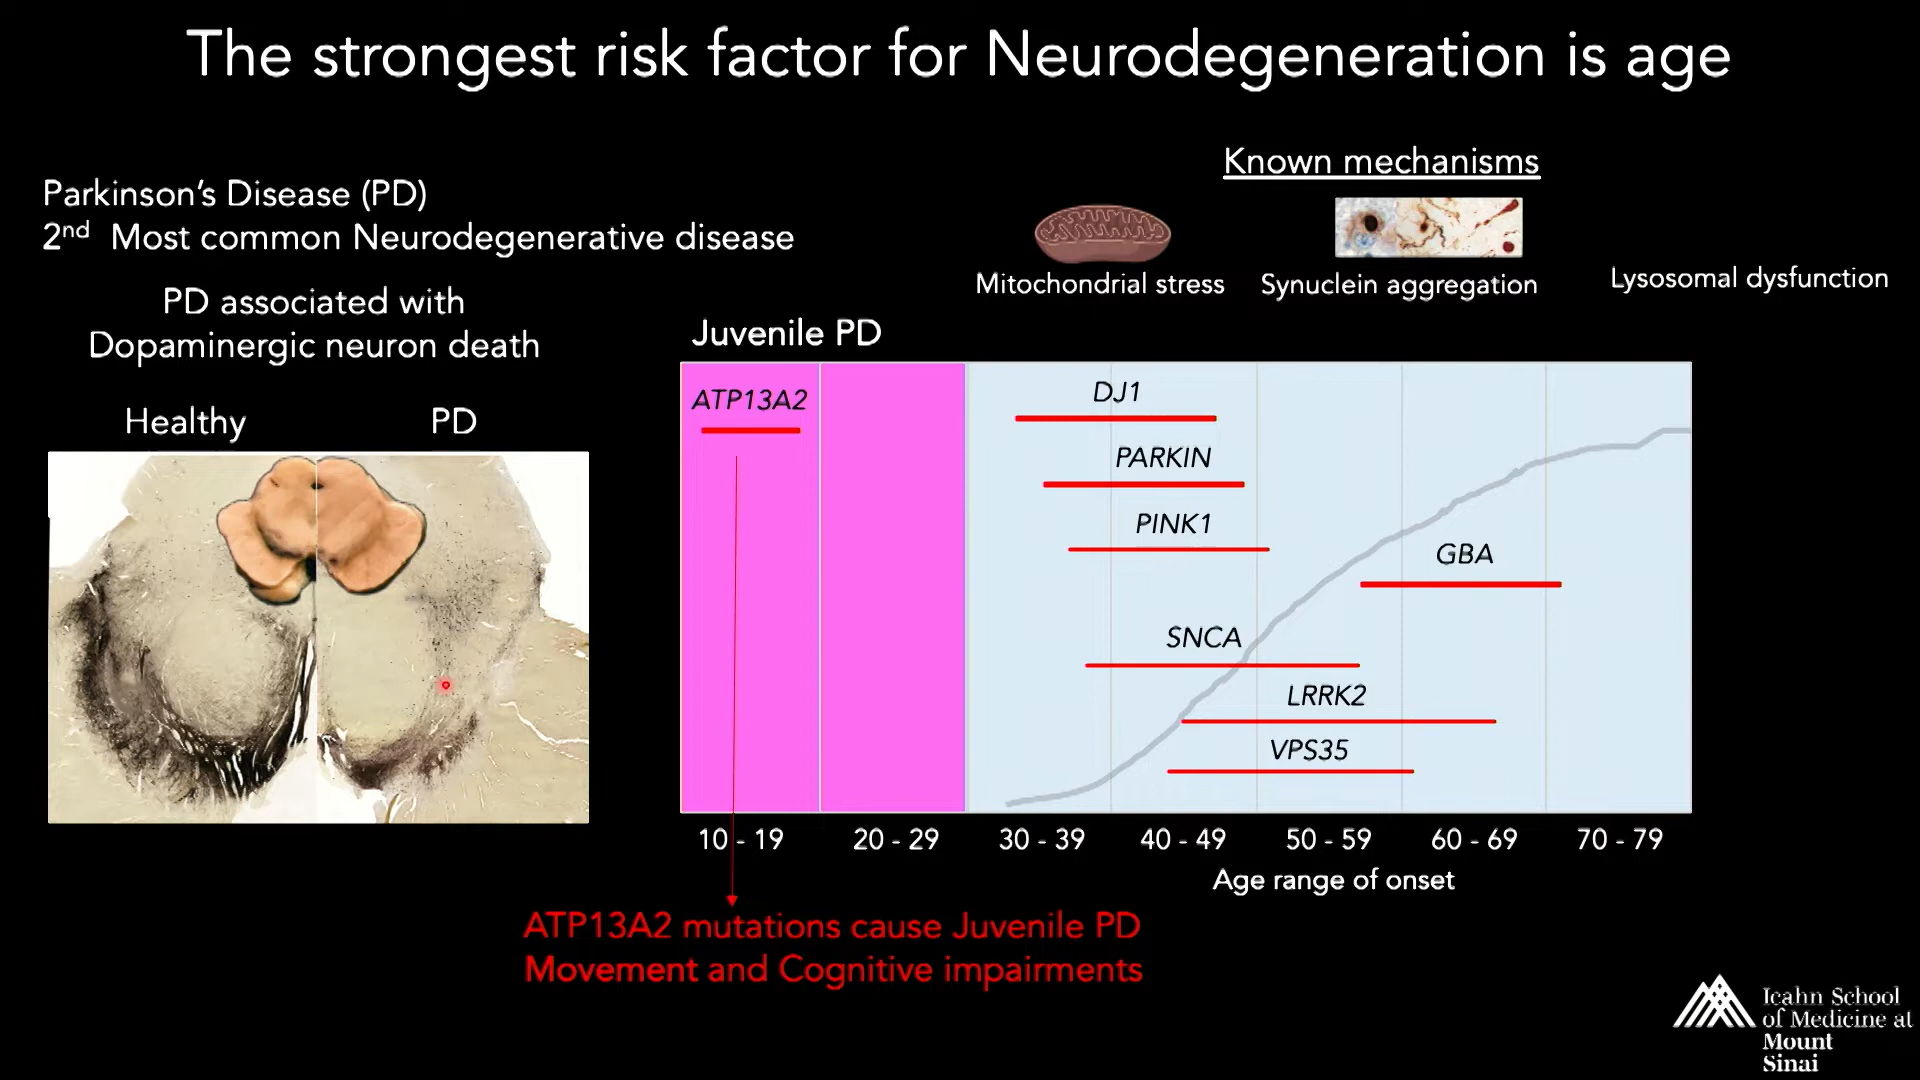 The strongest risk factor for Neurodegeneration is age
Parkinson’s Disease (PD)
2nd Most common Neurodegenerative disease
PD associated with
Dopaminergic neuron death
Healthy
PD
Known mechanisms
Mitochondrial stress
Synuclein aggregation
Lysosomal dysfunction
Juvenile PD
ATP13A2
DJ1
PARKIN
PINK1
GBA
SNCA
LRRK2
VPS35
10 - 19
20 - 29
30 - 39
40 - 49
50 - 59
60 - 69
70 - 79
Age range of onset
ATP13A2 mutations cause Juvenile PD
Movement and Cognitive impairments
Icahn School
of Medicine at
Mount
Sinai